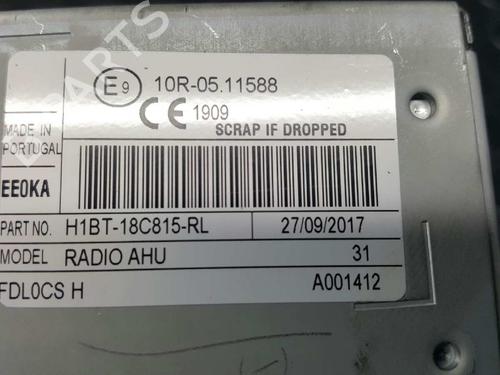 E9 10R-05.11588
CE 1909
MADE IN PORTUGAL
SCRAP IF DROPPED
EE0KA
PART NO. H1BT-18C815-RL 27/09/2017
MODEL RADIO AHU 31
FDL0CS H A001412
B PARTS